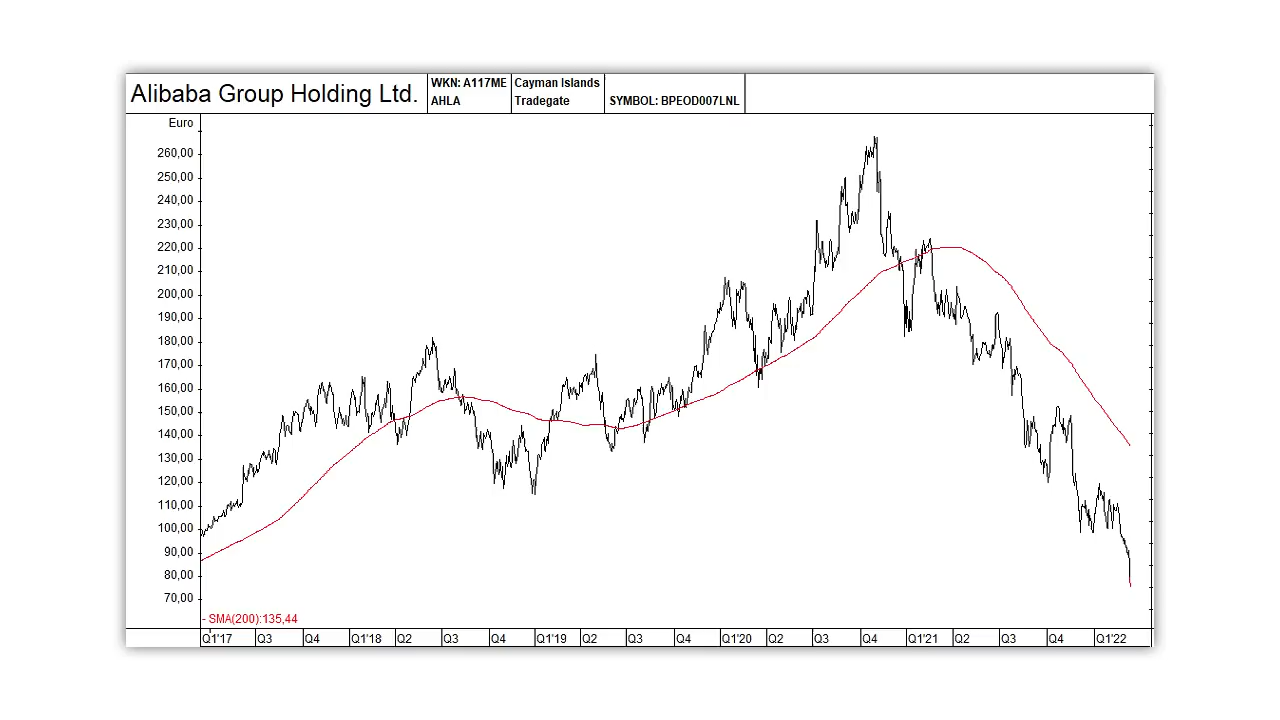 Alibaba Group Holding Ltd.
WKN: A117ME
AHLA
Cayman Islands
Tradegate
SYMBOL: BPEOD007LNL
Euro
260,00
250,00
240,00
230,00
220,00
210,00
200,00
190,00
180,00
170,00
160,00
150,00
140,00
130,00
120,00
110,00
100,00
90,00
80,00
70,00
- SMA(200):135,44
Q1'17 Q3 Q4 Q1'18 Q2 Q3 Q4 Q1'19 Q2 Q3 Q4 Q1'20 Q2 Q3 Q4 Q1'21 Q2 Q3 Q4 Q1'22